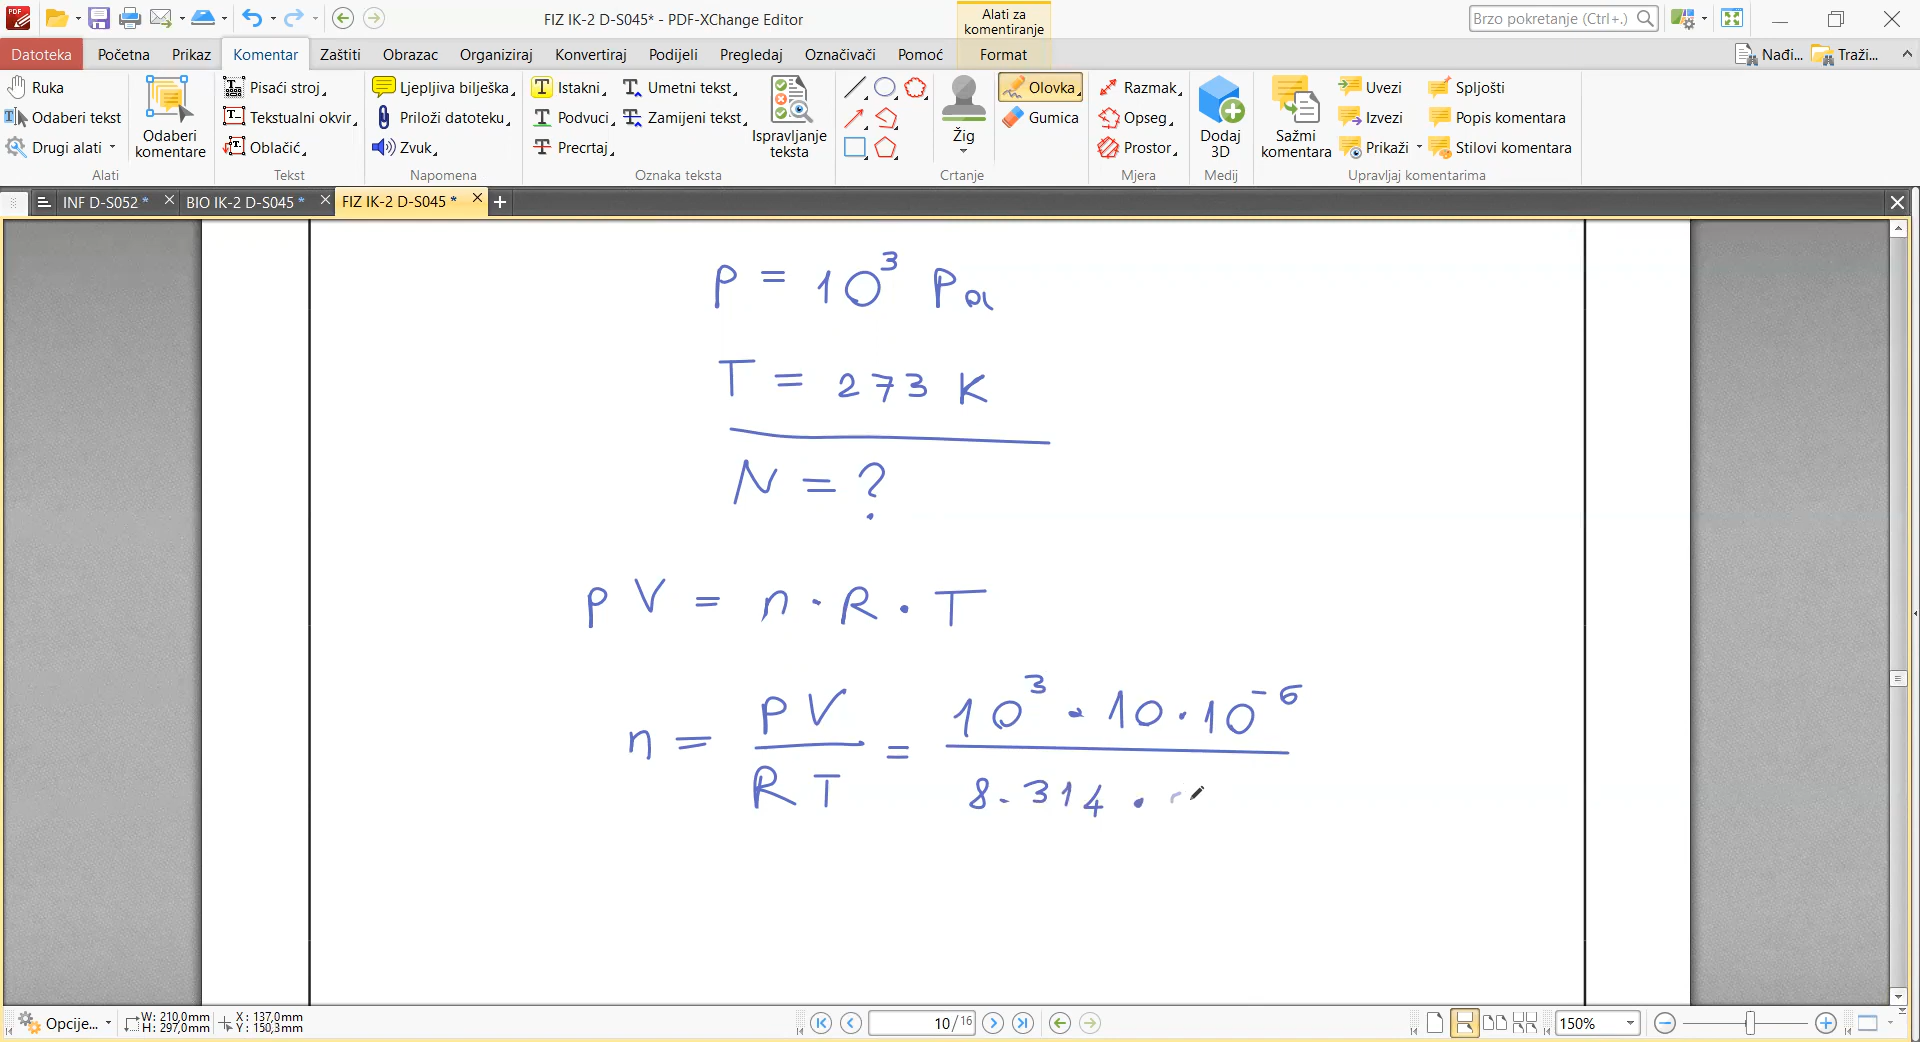 FIZ IK-2 D-S045* - PDF-XChange Editor
Alati za komentiranje
Brzo pokretanje (Ctrl+.)
Datoteka Početna Prikaz Komentar Zaštiti Obrazac Organiziraj Konvertiraj Podijeli Pregledaj Označivači Pomoć Format Nađi... Traži...
Ruka
Odaberi tekst
Drugi alati
Alati
Odaberi komentare
Pisaći stroj
Tekstualni okvir
Oblačić
Tekst
Ljepljiva bilješka
Priloži datoteku
Zvuk
Napomena
Istakni
Podvuci
Precrtaj
Umetni tekst
Zamijeni tekst
Ispravljanje teksta
Oznaka teksta
Žig
Crtanje
Olovka
Gumica
Razmak
Opseg
Prostor
Mjera
Dodaj 3D
Medij
Sažmi komentara
Uvezi
Izvezi
Prikaži
Spljošti
Popis komentara
Stilovi komentara
Upravljaj komentarima
INF D-S052 * BIO IK-2 D-S045 * FIZ IK-2 D-S045 *
p = 10³ Pa
T = 273 K
N = ?
p V = n · R · T
n = pV / RT = 10³ · 10 · 10⁻⁶ / 8.314 ·
Opcije... W: 210,0mm H: 297,0mm X: 137,0mm Y: 150,3mm 10/16 150%